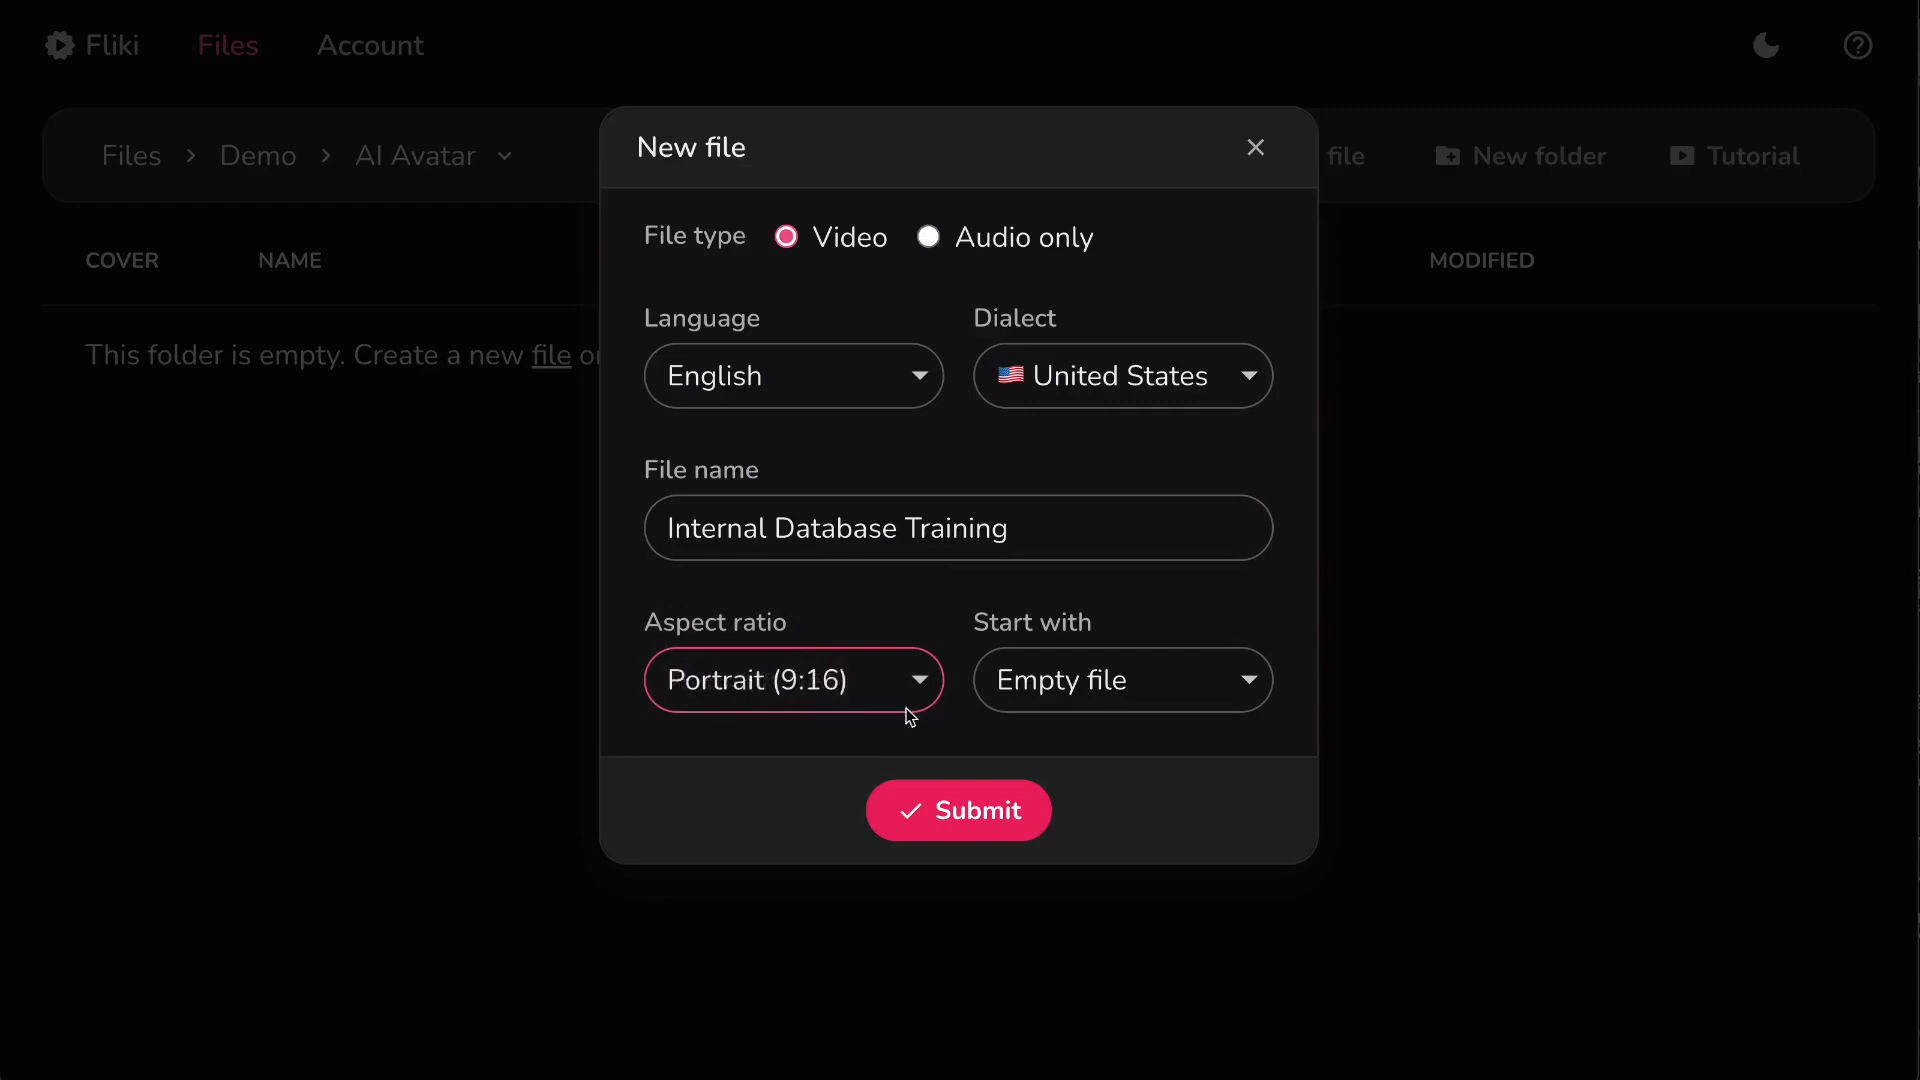 Fliki Files Account
Files > Demo > AI Avatar
file New folder Tutorial
COVER NAME MODIFIED
This folder is empty. Create a new file
New file
File type Video Audio only
Language Dialect
English United States
File name
Internal Database Training
Aspect ratio Start with
Portrait (9:16) Empty file
Submit